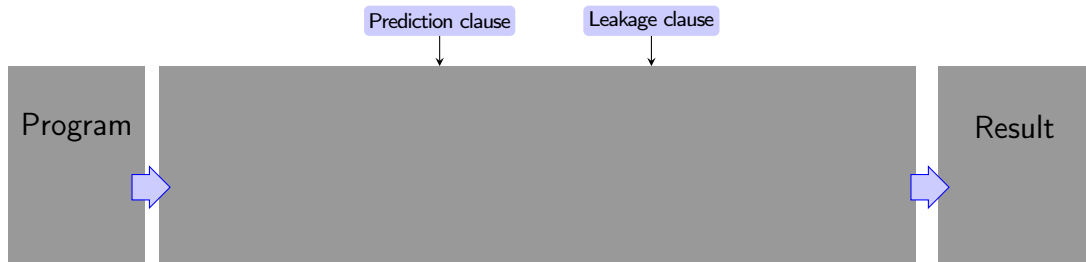 Prediction clause
Leakage clause
Program
Result